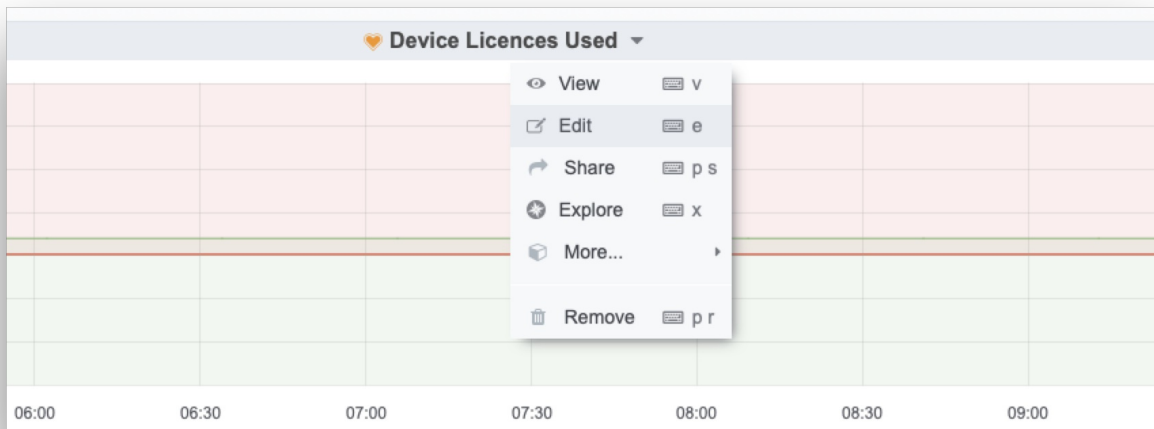 Device Licences Used
View v
Edit e
Share p s
Explore x
More...
Remove p r
06:00 06:30 07:00 07:30 08:00 08:30 09:00